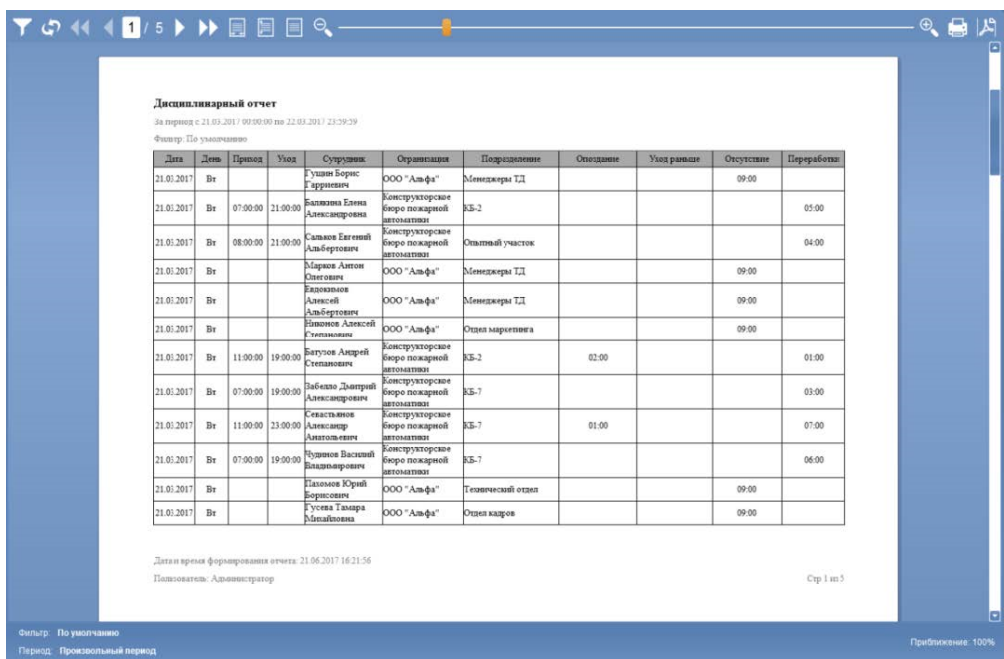 1 / 5
Дисциплинарный отчет
За период с 21.03.2017 00:00:00 по 22.03.2017 23:59:59
Фильтр: По умолчанию
Дата День Приход Уход Сутрудник Огранизация Подразделение Опоздание Уход раньше Отсутствие Переработки
21.03.2017 Вт Гущин Борис Гарриевич ООО "Альфа" Менеджеры ТД 09:00
21.03.2017 Вт 07:00:00 21:00:00 Балякина Елена Александровна Конструкторское бюро пожарной автоматики КБ-2 05:00
21.03.2017 Вт 08:00:00 21:00:00 Сальков Евгений Альбертович Конструкторское бюро пожарной автоматики Опытный участок 04:00
21.03.2017 Вт Марков Антон Олегович ООО "Альфа" Менеджеры ТД 09:00
21.03.2017 Вт Евдокимов Алексей Альбертович ООО "Альфа" Менеджеры ТД 09:00
21.03.2017 Вт Никонов Алексей Степанович ООО "Альфа" Отдел маркетинга 09:00
21.03.2017 Вт 11:00:00 19:00:00 Батузов Андрей Степанович Конструкторское бюро пожарной автоматики КБ-2 02:00 01:00
21.03.2017 Вт 07:00:00 19:00:00 Забелло Дмитрий Александрович Конструкторское бюро пожарной автоматики КБ-7 03:00
21.03.2017 Вт 11:00:00 23:00:00 Севастьянов Александр Анатольевич Конструкторское бюро пожарной автоматики КБ-7 01:00 07:00
21.03.2017 Вт 07:00:00 19:00:00 Чудинов Василий Владимирович Конструкторское бюро пожарной автоматики КБ-7 06:00
21.03.2017 Вт Пахомов Юрий Борисович ООО "Альфа" Технический отдел 09:00
21.03.2017 Вт Гусева Тамара Михайловна ООО "Альфа" Отдел кадров 09:00
Дата и время формирования отчета: 21.06.2017 16:21:56
Пользователь: Администратор Стр 1 из 5
Фильтр: По умолчанию
Период: Произвольный период
Приближение: 100%